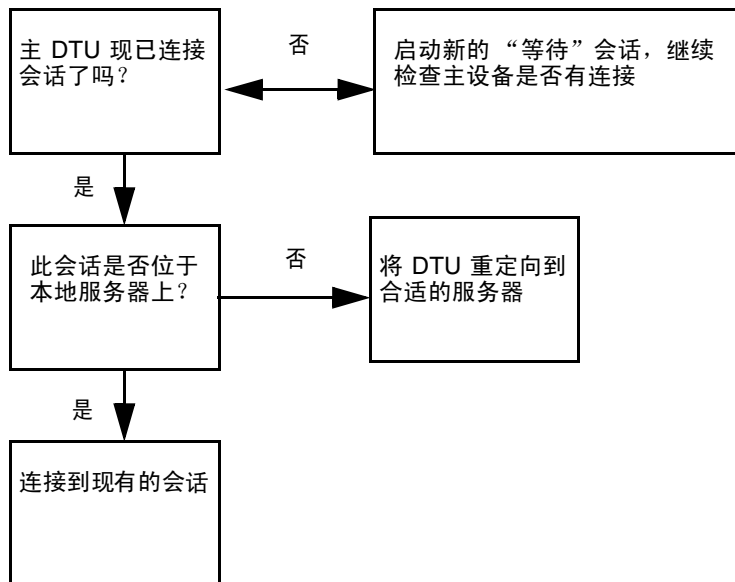 主 DTU 现已连接
会话了吗？
否
启动新的 “等待”会话，继续
检查主设备是否有连接
是
此会话是否位于
本地服务器上？
否
将 DTU 重定向到
合适的服务器
是
连接到现有的会话